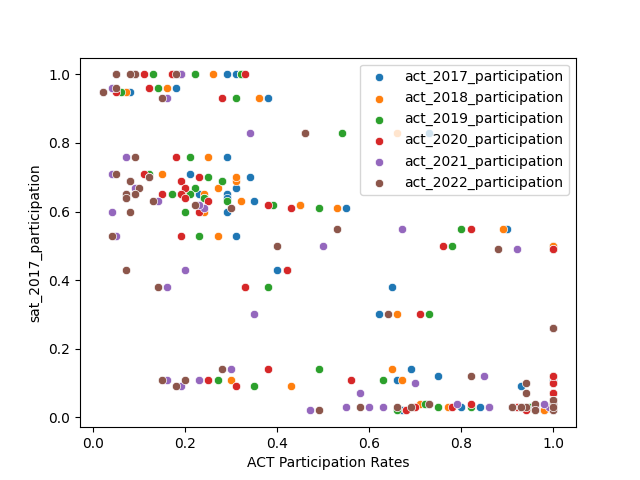 1.0
0.8
0.6
0.4
0.2
0.0
sat_2017_participation
act_2017_participation
act_2018_participation
act_2019_participation
act_2020_participation
act_2021_participation
act_2022_participation
0.0 0.2 0.4 0.6 0.8 1.0
ACT Participation Rates